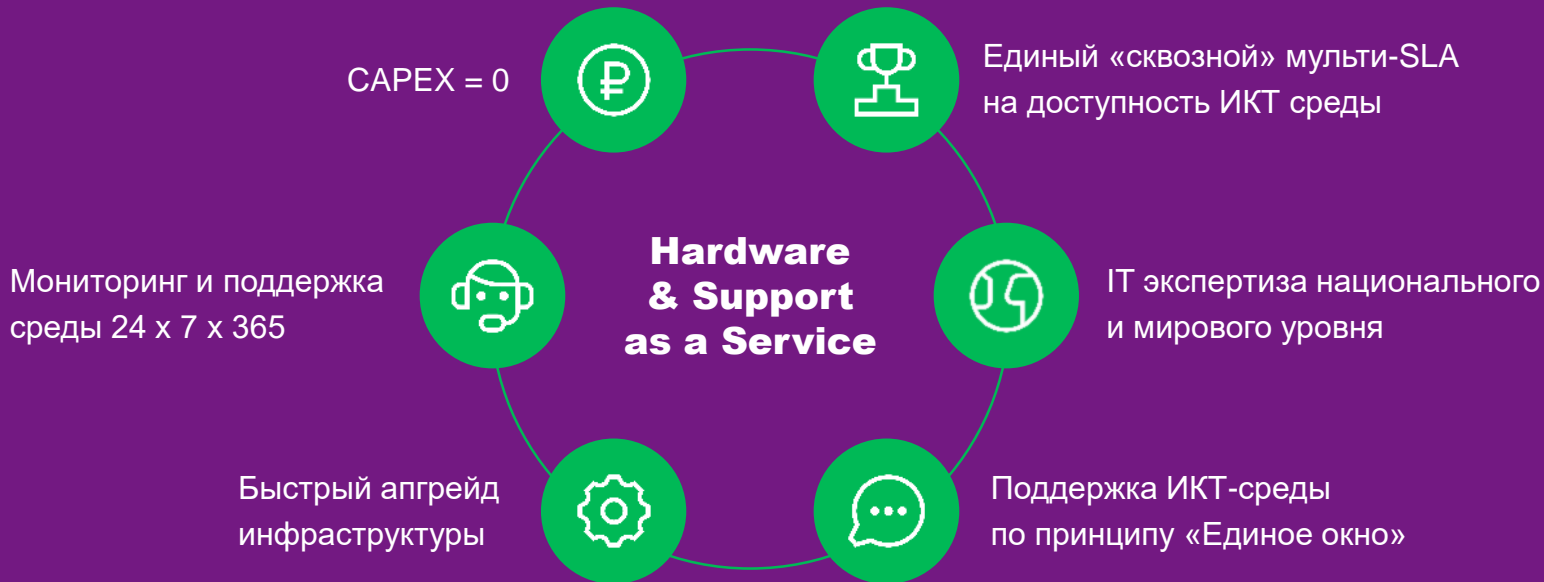 CAPEX = 0
Единый «сквозной» мульти-SLA
на доступность ИКТ среды
Hardware
& Support
as a Service
Мониторинг и поддержка
среды 24 x 7 x 365
IT экспертиза национального
и мирового уровня
Быстрый апгрейд
инфраструктуры
Поддержка ИКТ-среды
по принципу «Единое окно»